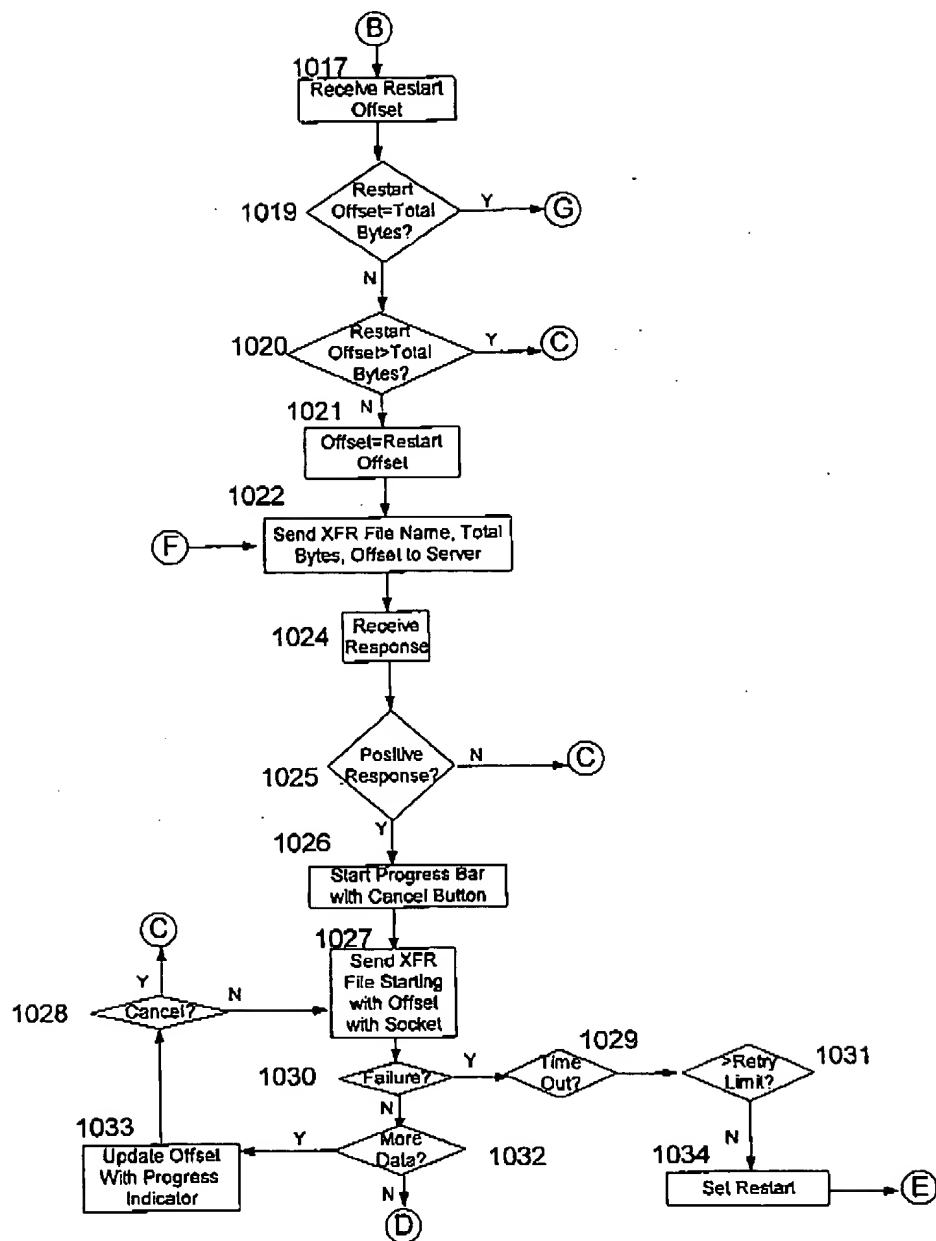 B
1017
Receive Restart
Offset
1019
Restart
Offset=Total
Bytes?
Y
G
N
1020
Restart
Offset>Total
Bytes?
Y
C
N
1021
Offset=Restart
Offset
1022
F
Send XFR File Name, Total
Bytes, Offset to Server
1024
Receive
Response
1025
Positive
Response?
N
C
Y
1026
Start Progress Bar
with Cancel Button
1027
Send XFR
File Starting
with Offset
with Socket
C
Y
1028
Cancel?
N
1030
Failure?
Y
1029
Time
Out?
>Retry
Limit?
1031
N
N
1033
Update Offset
With Progress
Indicator
Y
More
Data?
1032
1034
Set Restart
E
N
D